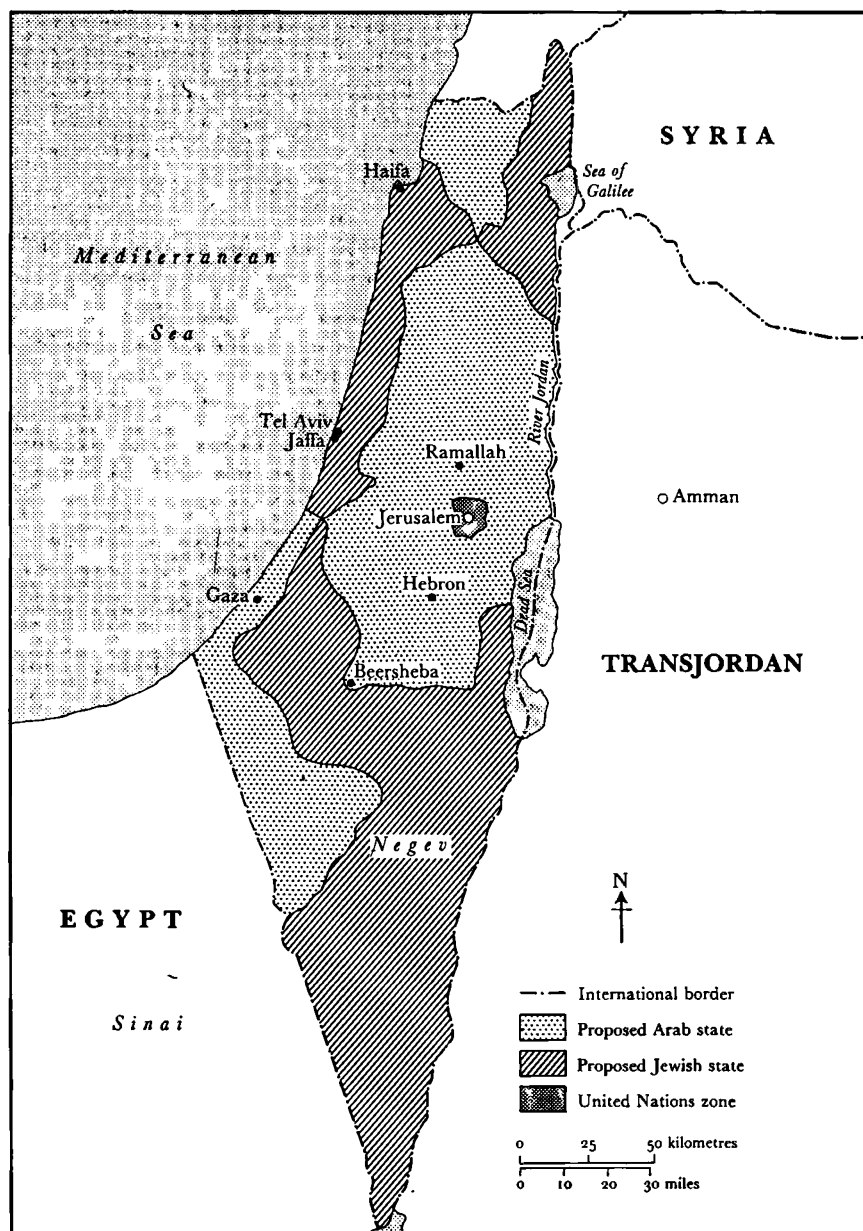 SYRIA
Sea of
Galilee
Haifa
Mediterranean
Sea
River Jordan
Tel Aviv
Jaffa
Ramallah
Amman
Jerusalem
Hebron
Gaza
Dead Sea
TRANSJORDAN
Beersheba
Negev
N
EGYPT
Sinai
International border
Proposed Arab state
Proposed Jewish state
United Nations zone
0 25 50 kilometres
0 10 20 30 miles